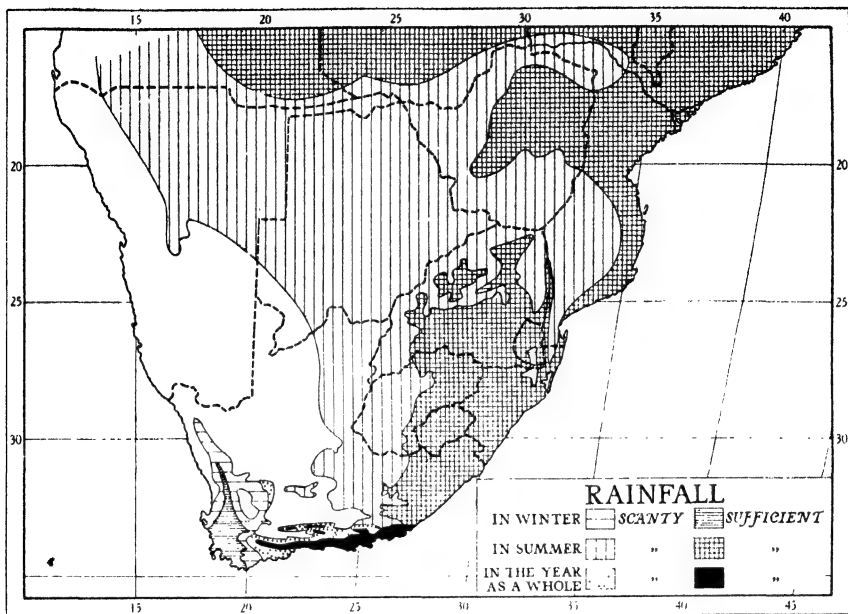 15 20 25 30 35 40
20 20
25 25
30 30
RAINFALL
IN WINTER SCANTY SUFFICIENT
IN SUMMER " "
IN THE YEAR " "
AS A WHOLE
15 20 25 30 35 40 45